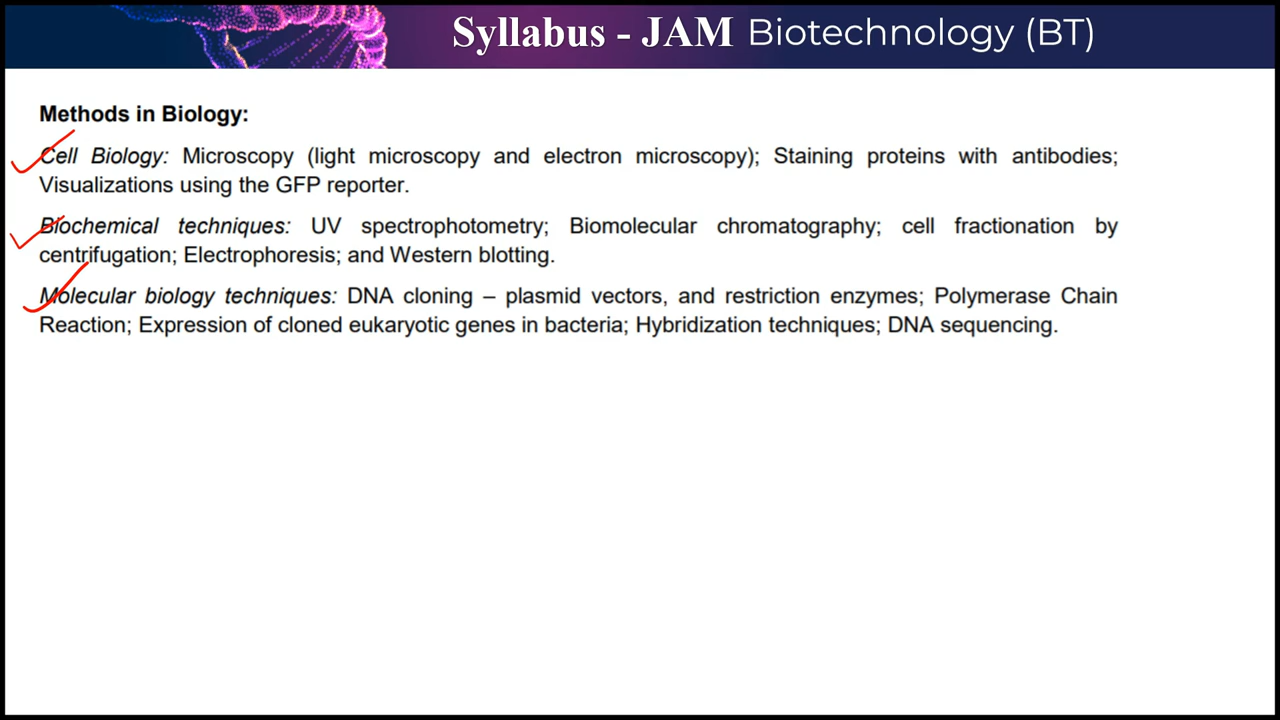 Syllabus - JAM Biotechnology (BT)
Methods in Biology:
Cell Biology: Microscopy (light microscopy and electron microscopy); Staining proteins with antibodies;
Visualizations using the GFP reporter.
Biochemical techniques: UV spectrophotometry; Biomolecular chromatography; cell fractionation by
centrifugation; Electrophoresis; and Western blotting.
Molecular biology techniques: DNA cloning – plasmid vectors, and restriction enzymes; Polymerase Chain
Reaction; Expression of cloned eukaryotic genes in bacteria; Hybridization techniques; DNA sequencing.